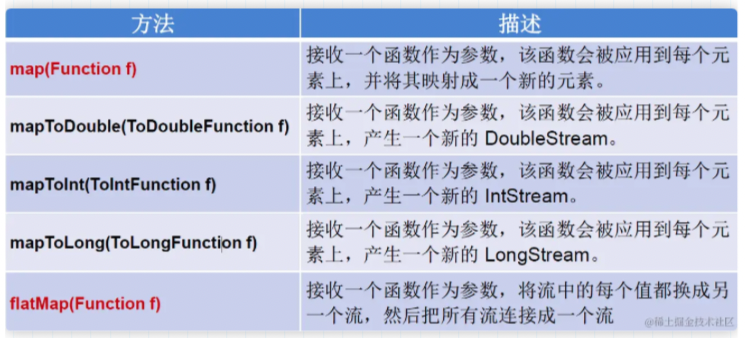 方法
描述
map(Function f)
接收一个函数作为参数，该函数会被应用到每个元
素上，并将其映射成一个新的元素。
mapToDouble(ToDoubleFunction f)
接收一个函数作为参数，该函数会被应用到每个元
素上，产生一个新的 DoubleStream。
mapToInt(ToIntFunction f)
接收一个函数作为参数，该函数会被应用到每个元
素上，产生一个新的 IntStream。
mapToLong(ToLongFunction f)
接收一个函数作为参数，该函数会被应用到每个元
素上，产生一个新的 LongStream。
flatMap(Function f)
接收一个函数作为参数，将流中的每个值都换成另
一个流，然后把所有流连接成一个流
@稀土掘金技术社区